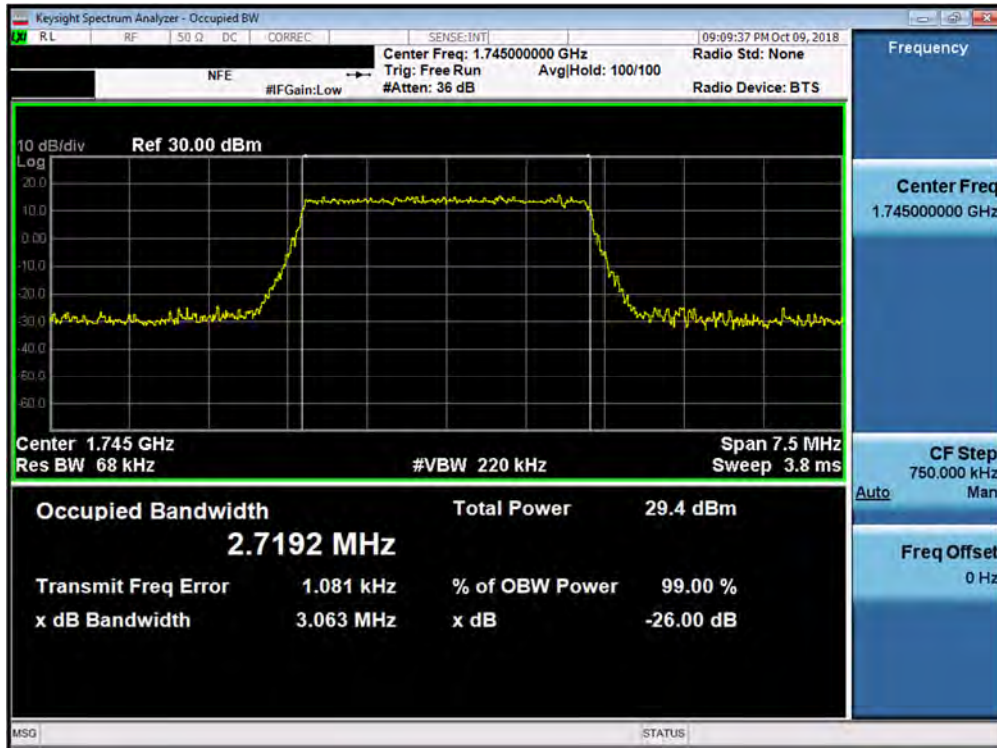 Keysight Spectrum Analyzer - Occupied BW
LXI RL RF 50 Ω DC CORREC SENSE:INT 09:09:37 PM Oct 09, 2018
Center Freq: 1.745000000 GHz Radio Std: None
NFE Trig: Free Run Avg|Hold: 100/100
#IFGain:Low #Atten: 36 dB Radio Device: BTS
10 dB/div Ref 30.00 dBm
Log
20.0
10.0
0.00
-10.0
-20.0
-30.0
-40.0
-50.0
Center 1.745 GHz Span 7.5 MHz
Res BW 68 kHz #VBW 220 kHz Sweep 3.8 ms
Occupied Bandwidth Total Power 29.4 dBm
2.7192 MHz
Transmit Freq Error 1.081 kHz % of OBW Power 99.00 %
x dB Bandwidth 3.063 MHz x dB -26.00 dB
MSG STATUS
Frequency
Center Freq
1.745000000 GHz
CF Step
750.000 kHz
Auto Man
Freq Offset
0 Hz